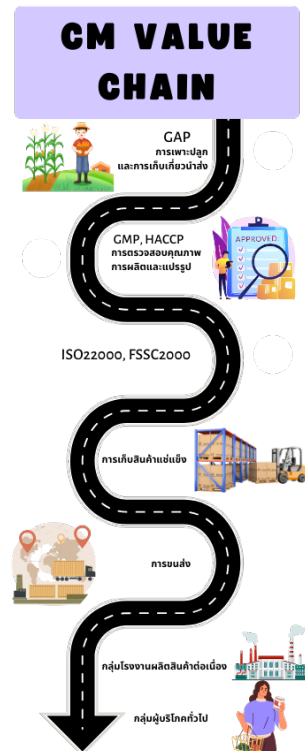 CM VALUE
CHAIN
GAP
การเพาะปลูก
และการเก็บเกี่ยวนำส่ง
GMP, HACCP
การตรวจสอบคุณภาพ
การผลิตและแปรรูป
APPROVED
ISO22000, FSSC2000
การเก็บสินค้าแช่แข็ง
การขนส่ง
กลุ่มโรงงานผลิตสินค้าต่อเนื่อง
กลุ่มผู้บริโภคทั่วไป